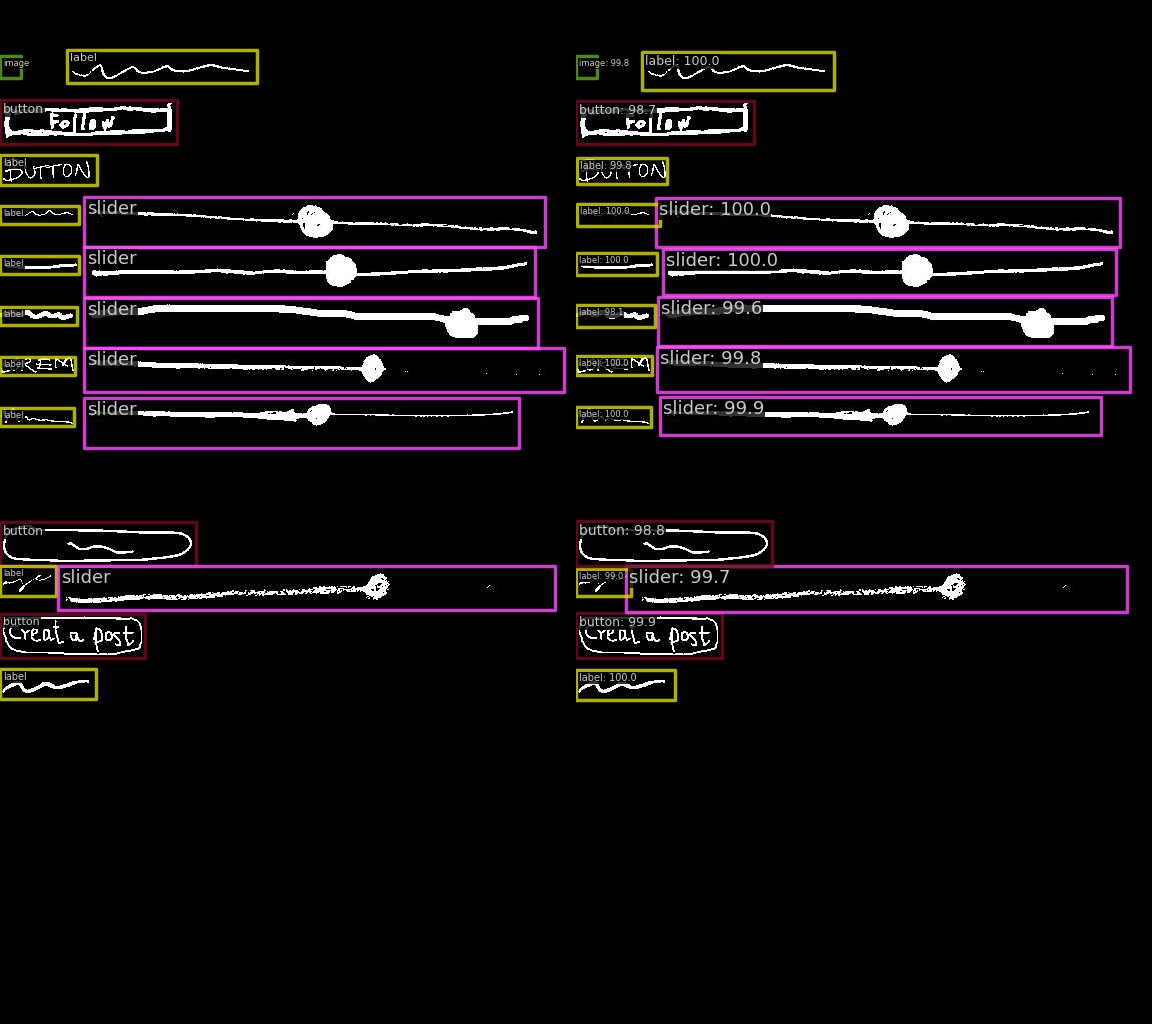 image label image: 99.8 label: 100.0
button button: 98.7
Follow Follow
label label: 99.8
BUTTON BUTTON
label slider label: 100.0 slider: 100.0
label slider label: 100.0 slider: 100.0
label slider label: 98.1 slider: 99.6
label slider label: 100.0 slider: 99.8
label slider label: 100.0 slider: 99.9
button button: 98.8
label slider label: 99.0 slider: 99.7
button button: 99.9
Creat a post Creat a post
label label: 100.0